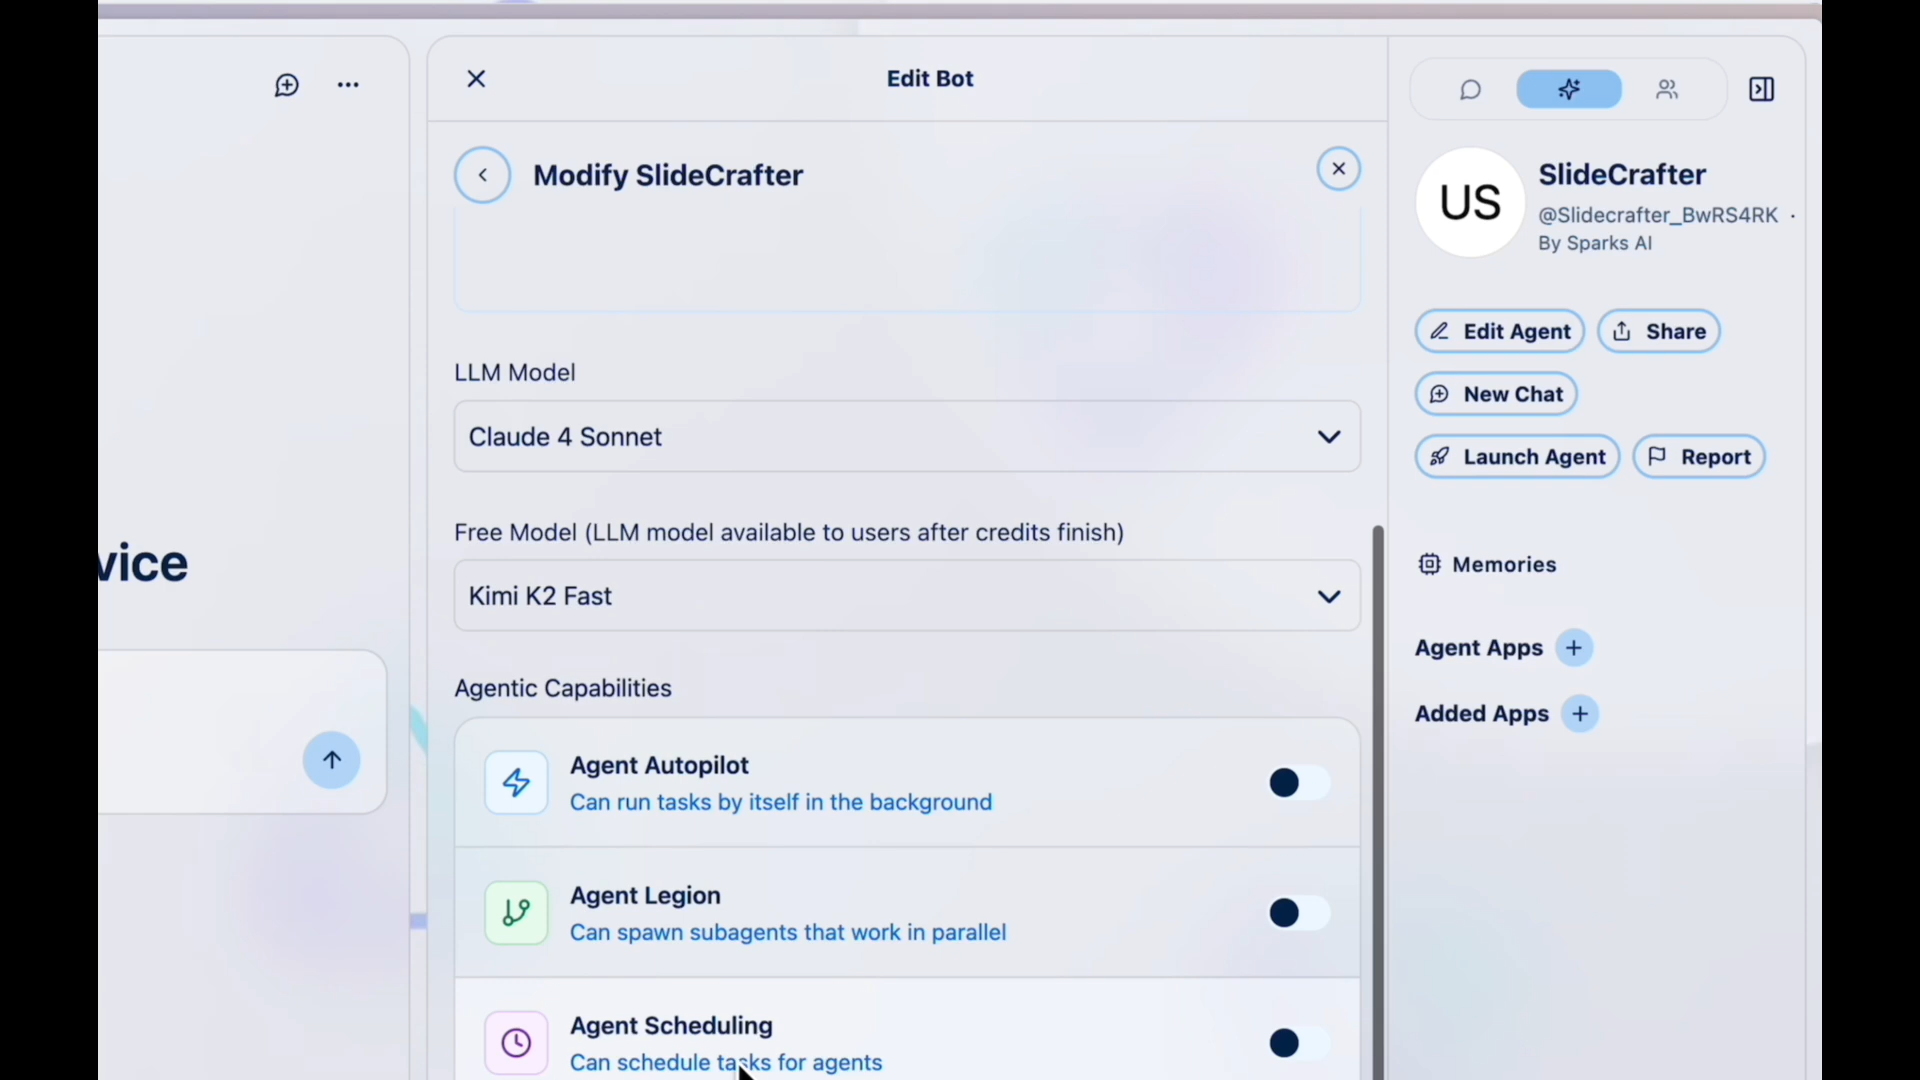 Edit Bot
Modify SlideCrafter
LLM Model
Claude 4 Sonnet
Free Model (LLM model available to users after credits finish)
Kimi K2 Fast
Agentic Capabilities
Agent Autopilot
Can run tasks by itself in the background
Agent Legion
Can spawn subagents that work in parallel
Agent Scheduling
Can schedule tasks for agents
vice
US
SlideCrafter
@Slidecrafter_BwRS4RK ·
By Sparks AI
Edit Agent
Share
New Chat
Launch Agent
Report
Memories
Agent Apps
Added Apps